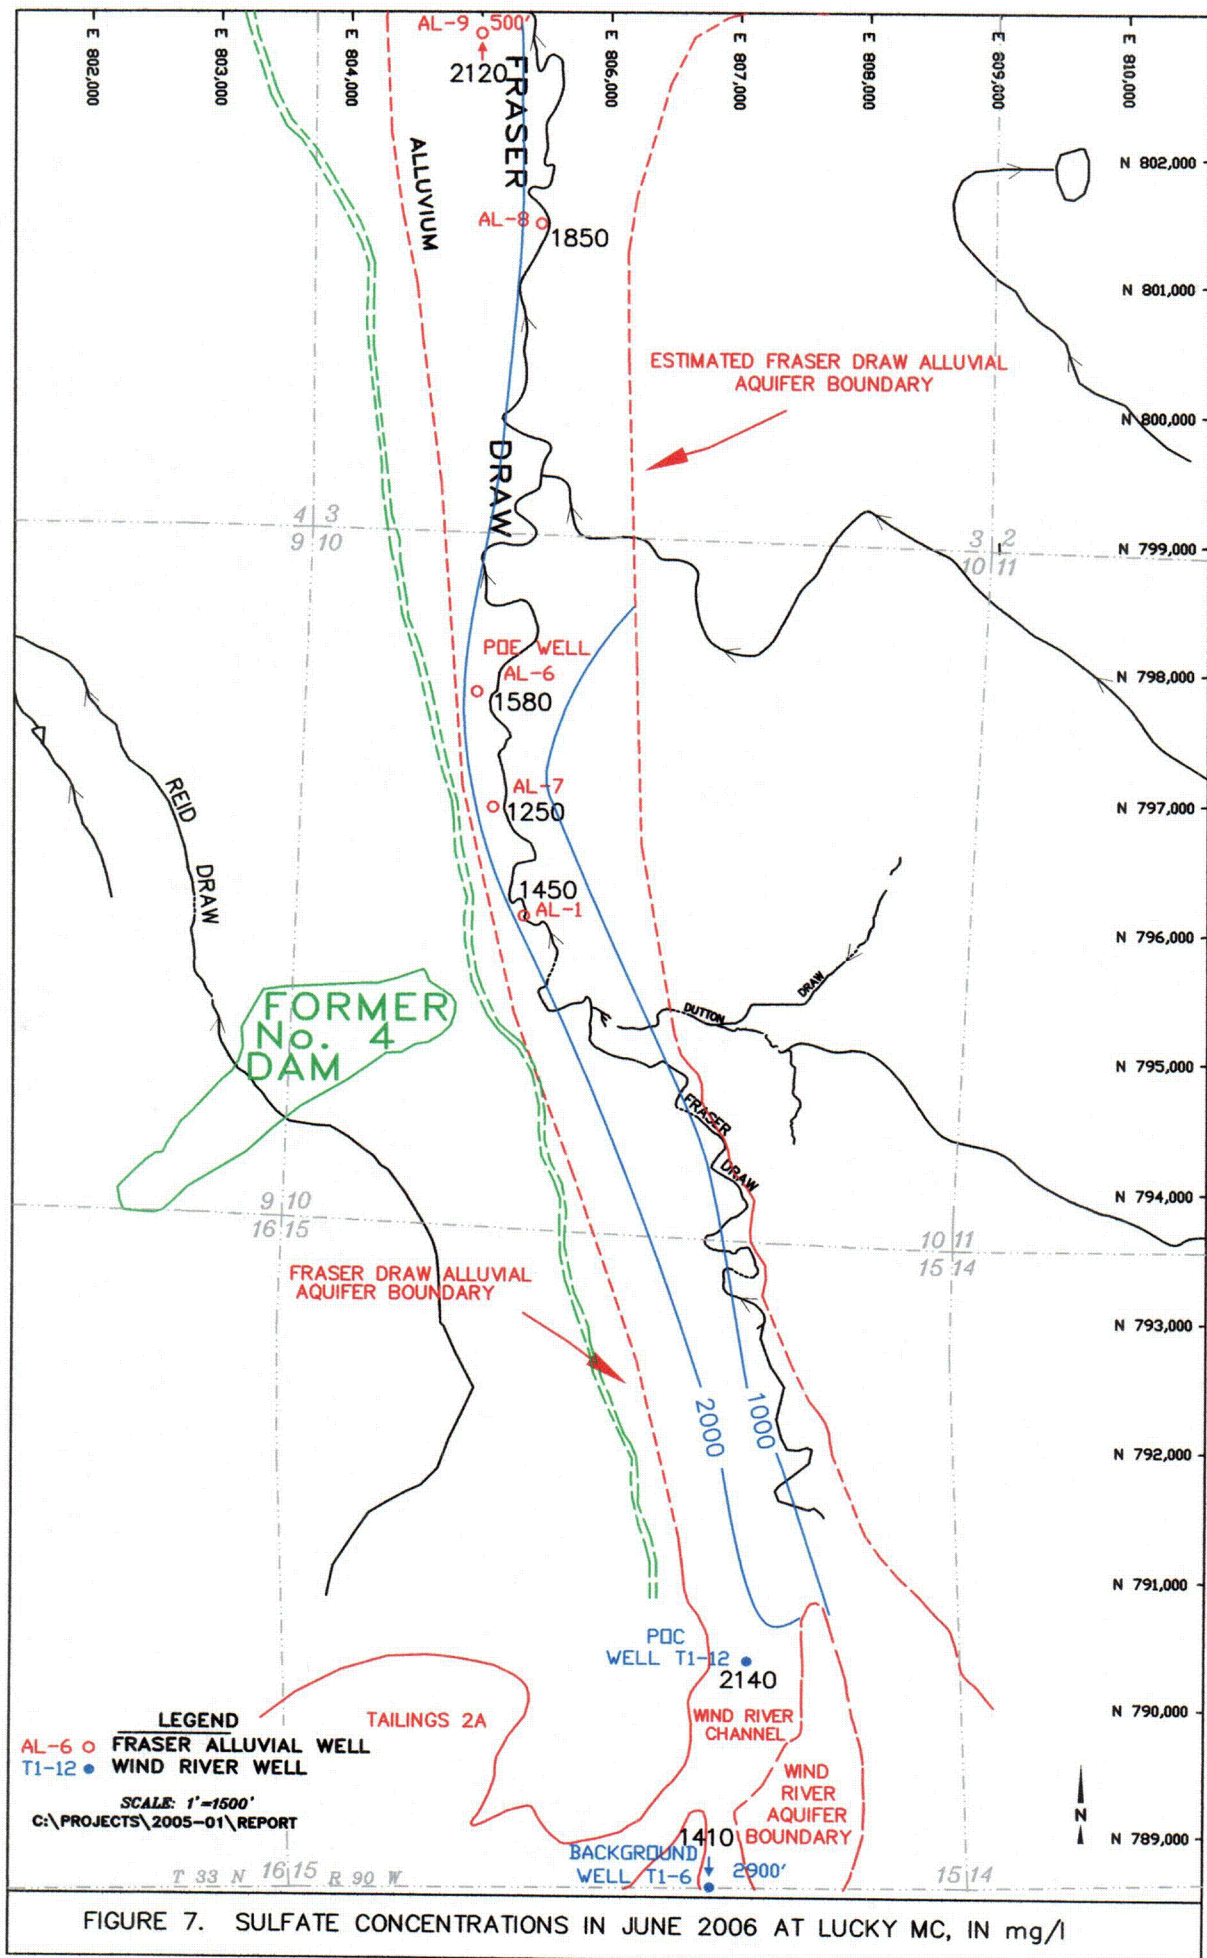 E 802,000
E 803,000
E 804,000
AL-9 500'
2120
E 806,000
E 807,000
E 808,000
E 809,000
E 810,000
FRASER
ALLUVIUM
N 802,000
AL-8
1850
N 801,000
ESTIMATED FRASER DRAW ALLUVIAL
AQUIFER BOUNDARY
N 800,000
DRAW
4 3
9 10
3 2
10 11
N 799,000
POE WELL
AL-6
1580
N 798,000
AL-7
1250
N 797,000
REID
DRAW
1450
AL-1
N 796,000
DRAW
DUTTON
FORMER
No. 4
DAM
N 795,000
FRASER
DRAW
9 10
16 15
N 794,000
10 11
15 14
FRASER DRAW ALLUVIAL
AQUIFER BOUNDARY
N 793,000
2000
1000
N 792,000
N 791,000
POC
WELL T1-12
2140
LEGEND
AL-6 FRASER ALLUVIAL WELL
T1-12 WIND RIVER WELL
SCALE: 1"=1500'
C:\PROJECTS\2005-01\REPORT
TAILINGS 2A
WIND RIVER
CHANNEL
N 790,000
WIND
RIVER
AQUIFER
BOUNDARY
N
1410
N 789,000
BACKGROUND
WELL T1-6
2900'
T 33 N 16 15 R 90 W
15 14
FIGURE 7. SULFATE CONCENTRATIONS IN JUNE 2006 AT LUCKY MC, IN mg/l